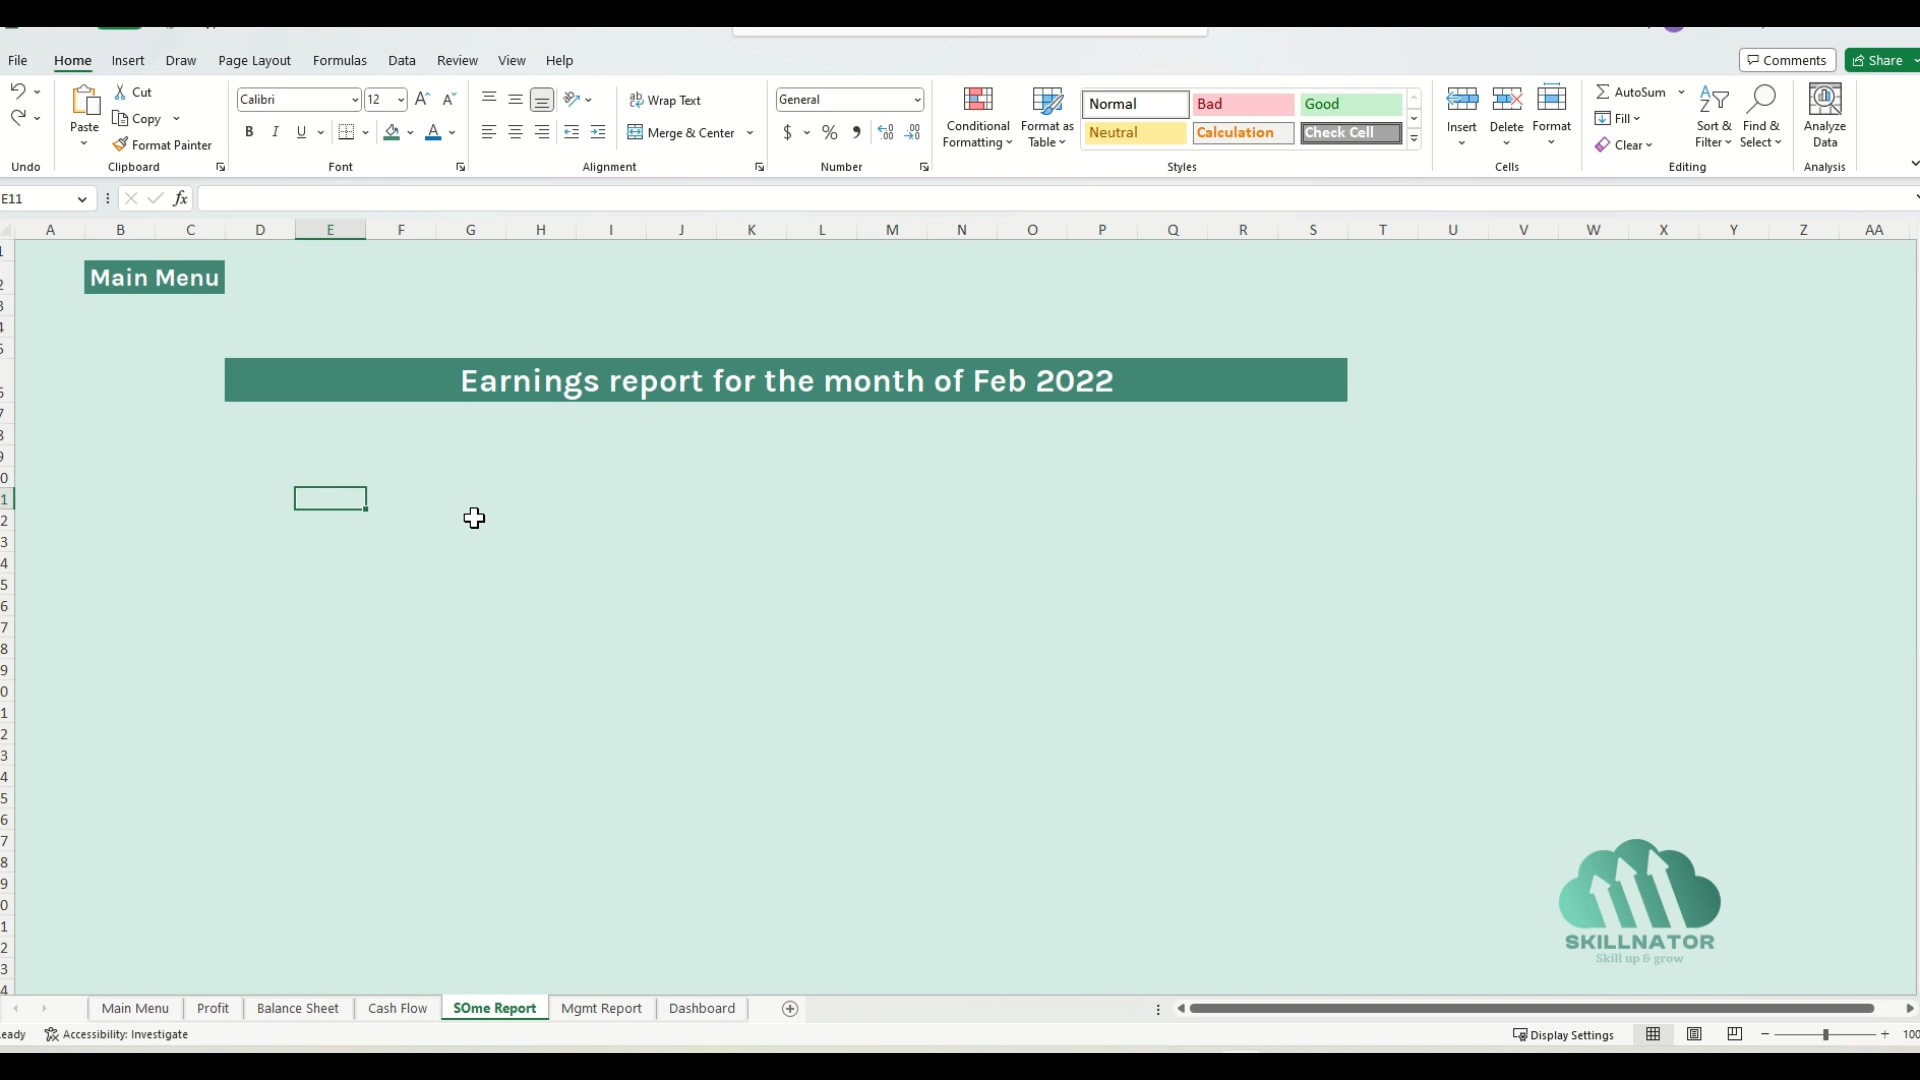 File Home Insert Draw Page Layout Formulas Data Review View Help Comments Share
Cut AutoSum
Calibri 12 Wrap Text General Normal Bad Good
Paste Copy Conditional Format as Insert Delete Format Fill Sort & Find & Analyze
Format Painter B I U Merge & Center $ % Formatting Table Neutral Calculation Check Cell Clear Filter Select Data
Undo Clipboard Font Alignment Number Styles Cells Editing Analysis
E11 fx
A B C D E F G H I J K L M N O P Q R S T U V W X Y Z AA
Main Menu
Earnings report for the month of Feb 2022
SKILLNATOR
Skill up & grow
Main Menu Profit Balance Sheet Cash Flow SOme Report Mgmt Report Dashboard
Accessibility: Investigate Display Settings